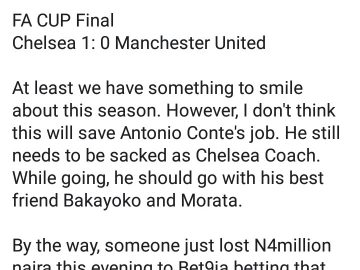 FA CUP Final
Chelsea 1: 0 Manchester United
At least we have something to smile
about this season. However, I don't think
this will save Antonio Conte's job. He still
needs to be sacked as Chelsea Coach.
While going, he should go with his best
friend Bakayoko and Morata.
By the way, someone just lost N4million
naira this evening to Bet9ja betting that